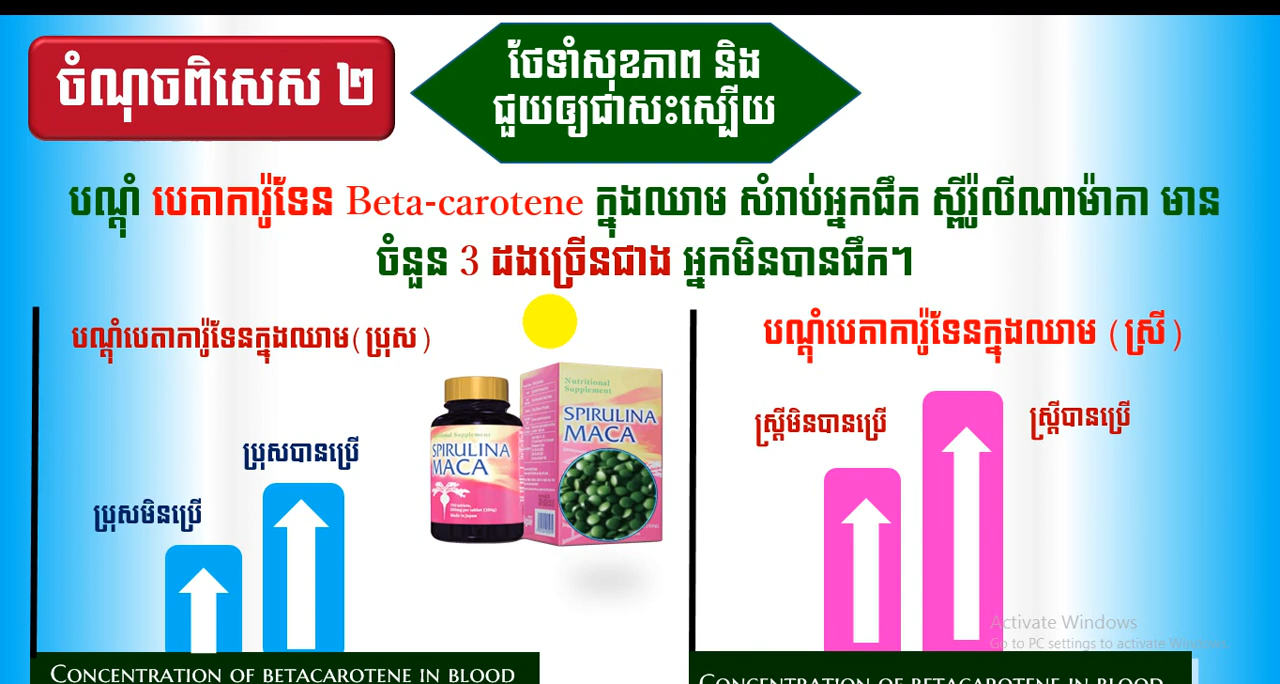 ចំណុចពិសេស ២
ថែទាំសុខភាព និង
ជួយឲ្យជាសះស្បើយ
បណ្តុំ បេតាការ៉ូទែន Beta-carotene ក្នុងឈាម សំរាប់អ្នកផឹក ស្ពីរ៉ូលីណាម៉ាកា មាន
ចំនួន 3 ដងច្រើនជាង អ្នកមិនបានផឹក។
បណ្តុំបេតាការ៉ូទែនក្នុងឈាម(ប្រុស)
បណ្តុំបេតាការ៉ូទែនក្នុងឈាម (ស្រី)
ប្រុសមិនប្រើ
ប្រុសបានប្រើ
Nutritional Supplement
SPIRULINA
MACA
Made in Japan
Nutritional
Supplement
SPIRULINA
MACA
ស្ត្រីមិនបានប្រើ
ស្ត្រីបានប្រើ
Activate Windows
Go to PC settings to activate Windows.
CONCENTRATION OF BETACAROTENE IN BLOOD
CONCENTRATION OF BETACAROTENE IN BLOOD